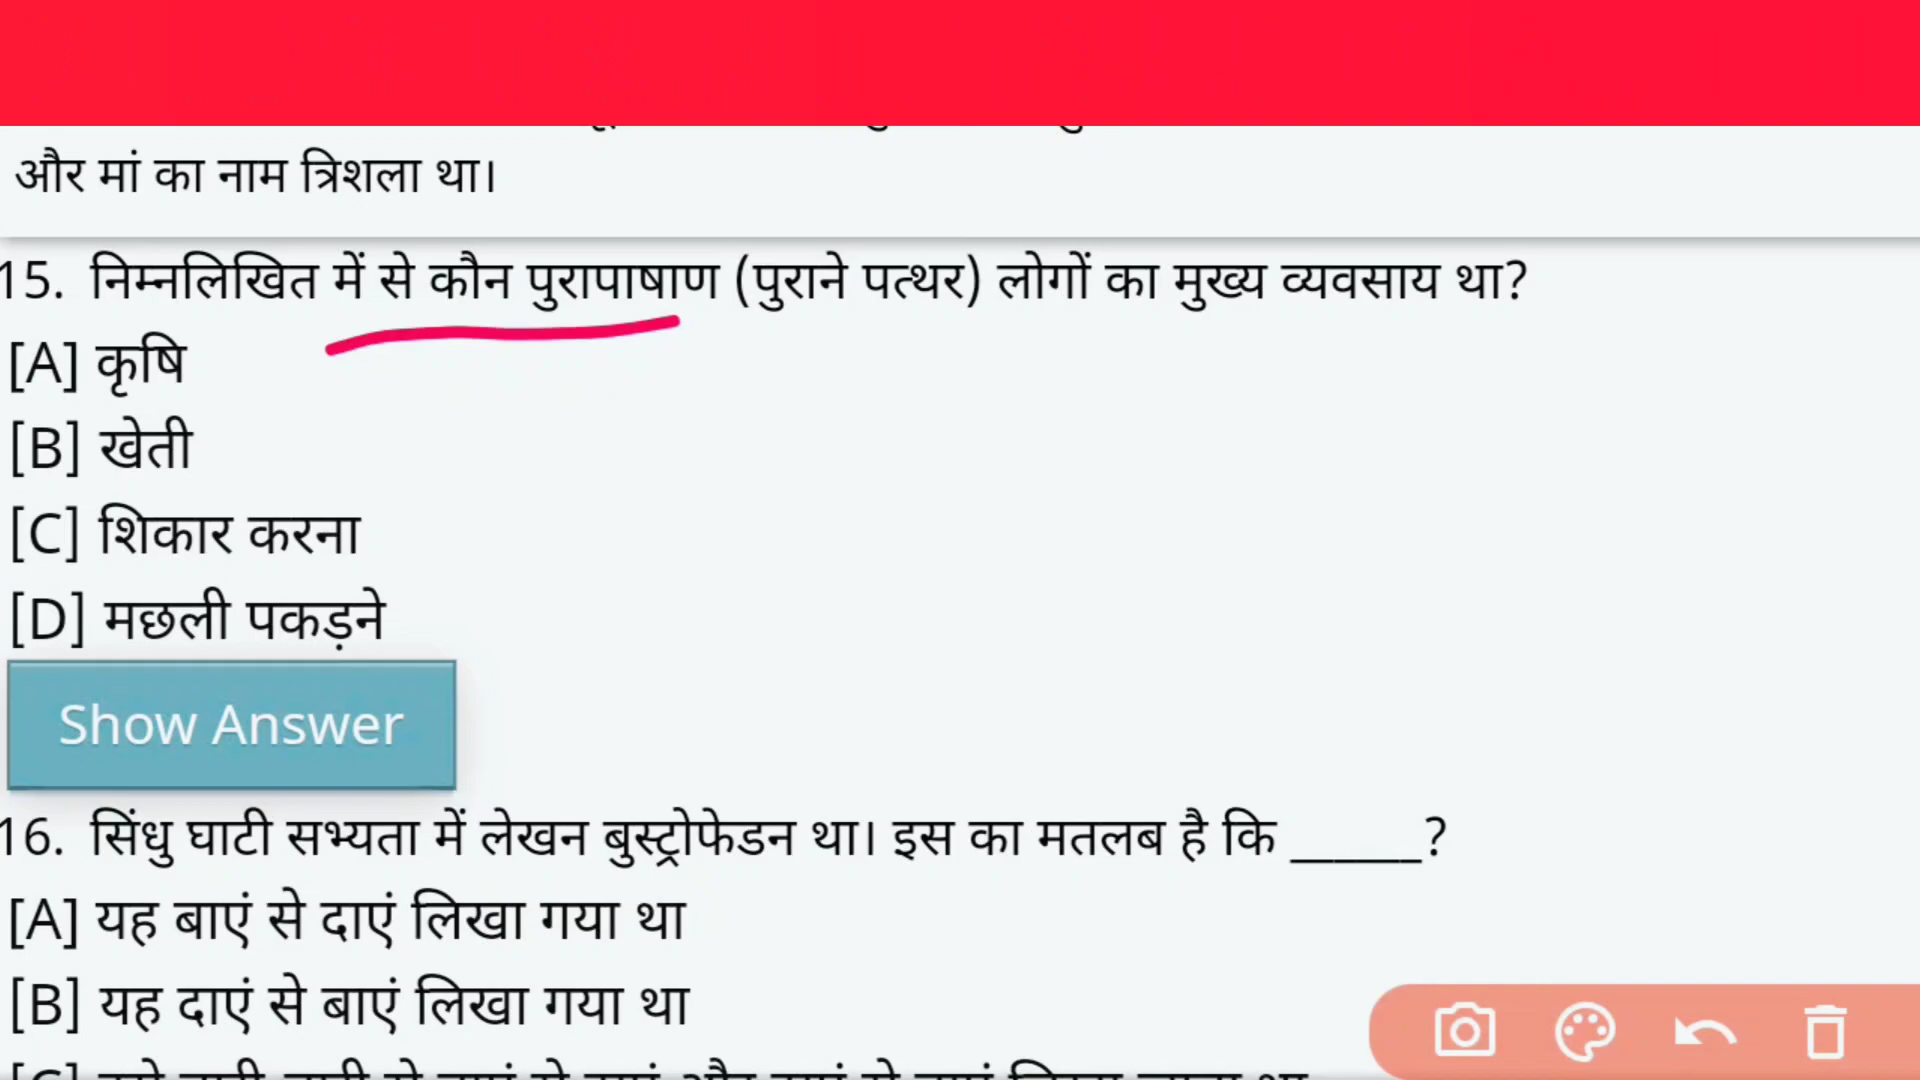 और मां का नाम त्रिशला था।
15. निम्नलिखित में से कौन पुरापाषाण (पुराने पत्थर) लोगों का मुख्य व्यवसाय था?
[A] कृषि
[B] खेती
[C] शिकार करना
[D] मछली पकड़ने
Show Answer
16. सिंधु घाटी सभ्यता में लेखन बुस्ट्रोफेडन था। इस का मतलब है कि ______?
[A] यह बाएं से दाएं लिखा गया था
[B] यह दाएं से बाएं लिखा गया था